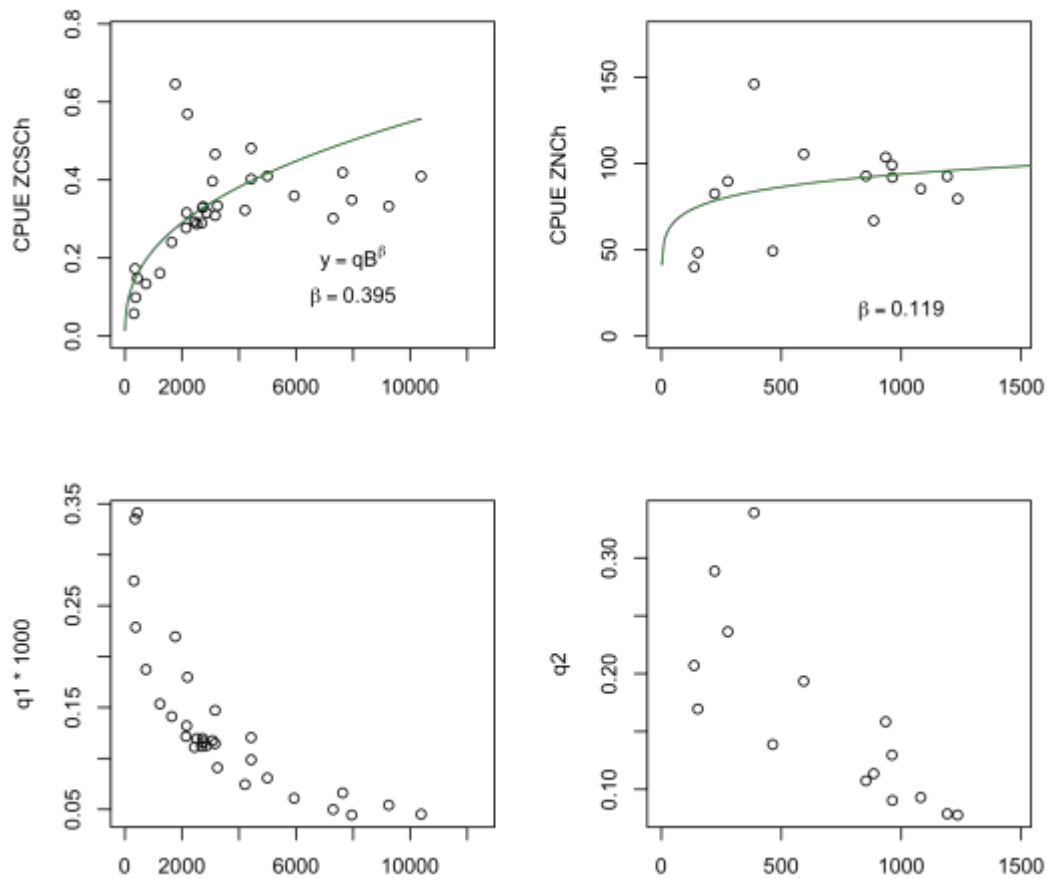 CPUE ZCSCh
0.0 0.2 0.4 0.6 0.8
y = qB^β
β = 0.395
0 2000 6000 10000
CPUE ZNCh
0 50 100 150
β = 0.119
0 500 1000 1500
q1 * 1000
0.05 0.15 0.25 0.35
0 2000 6000 10000
q2
0.10 0.20 0.30
0 500 1000 1500